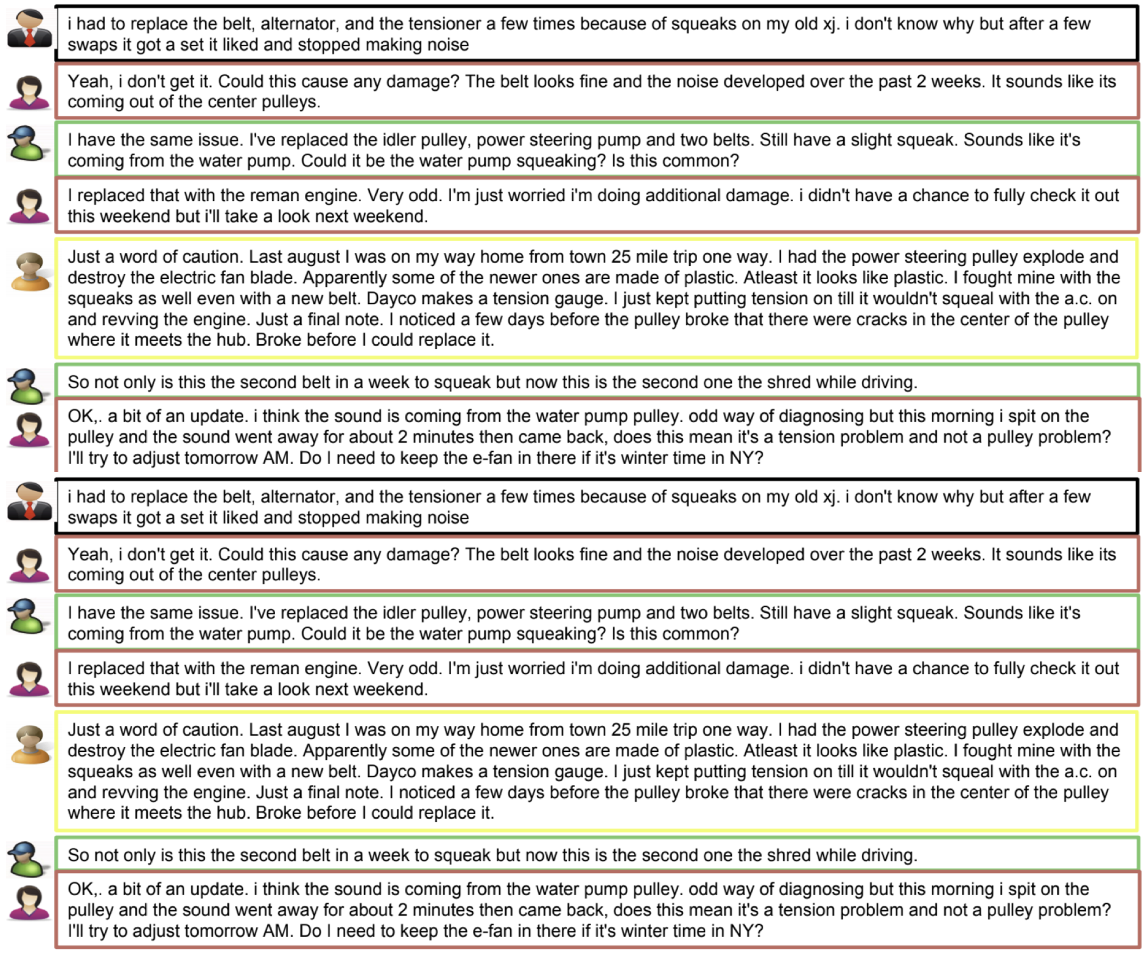 i had to replace the belt, alternator, and the tensioner a few times because of squeaks on my old xj. i don't know why but after a few
swaps it got a set it liked and stopped making noise
Yeah, i don't get it. Could this cause any damage? The belt looks fine and the noise developed over the past 2 weeks. It sounds like its
coming out of the center pulleys.
I have the same issue. I've replaced the idler pulley, power steering pump and two belts. Still have a slight squeak. Sounds like it's
coming from the water pump. Could it be the water pump squeaking? Is this common?
I replaced that with the reman engine. Very odd. I'm just worried i'm doing additional damage. i didn't have a chance to fully check it out
this weekend but i'll take a look next weekend.
Just a word of caution. Last august I was on my way home from town 25 mile trip one way. I had the power steering pulley explode and
destroy the electric fan blade. Apparently some of the newer ones are made of plastic. Atleast it looks like plastic. I fought mine with the
squeaks as well even with a new belt. Dayco makes a tension gauge. I just kept putting tension on till it wouldn't squeal with the a.c. on
and revving the engine. Just a final note. I noticed a few days before the pulley broke that there were cracks in the center of the pulley
where it meets the hub. Broke before I could replace it.
So not only is this the second belt in a week to squeak but now this is the second one the shred while driving.
OK,. a bit of an update. i think the sound is coming from the water pump pulley. odd way of diagnosing but this morning i spit on the
pulley and the sound went away for about 2 minutes then came back, does this mean it's a tension problem and not a pulley problem?
I'll try to adjust tomorrow AM. Do I need to keep the e-fan in there if it's winter time in NY?
i had to replace the belt, alternator, and the tensioner a few times because of squeaks on my old xj. i don't know why but after a few
swaps it got a set it liked and stopped making noise
Yeah, i don't get it. Could this cause any damage? The belt looks fine and the noise developed over the past 2 weeks. It sounds like its
coming out of the center pulleys.
I have the same issue. I've replaced the idler pulley, power steering pump and two belts. Still have a slight squeak. Sounds like it's
coming from the water pump. Could it be the water pump squeaking? Is this common?
I replaced that with the reman engine. Very odd. I'm just worried i'm doing additional damage. i didn't have a chance to fully check it out
this weekend but i'll take a look next weekend.
Just a word of caution. Last august I was on my way home from town 25 mile trip one way. I had the power steering pulley explode and
destroy the electric fan blade. Apparently some of the newer ones are made of plastic. Atleast it looks like plastic. I fought mine with the
squeaks as well even with a new belt. Dayco makes a tension gauge. I just kept putting tension on till it wouldn't squeal with the a.c. on
and revving the engine. Just a final note. I noticed a few days before the pulley broke that there were cracks in the center of the pulley
where it meets the hub. Broke before I could replace it.
So not only is this the second belt in a week to squeak but now this is the second one the shred while driving.
OK,. a bit of an update. i think the sound is coming from the water pump pulley. odd way of diagnosing but this morning i spit on the
pulley and the sound went away for about 2 minutes then came back, does this mean it's a tension problem and not a pulley problem?
I'll try to adjust tomorrow AM. Do I need to keep the e-fan in there if it's winter time in NY?